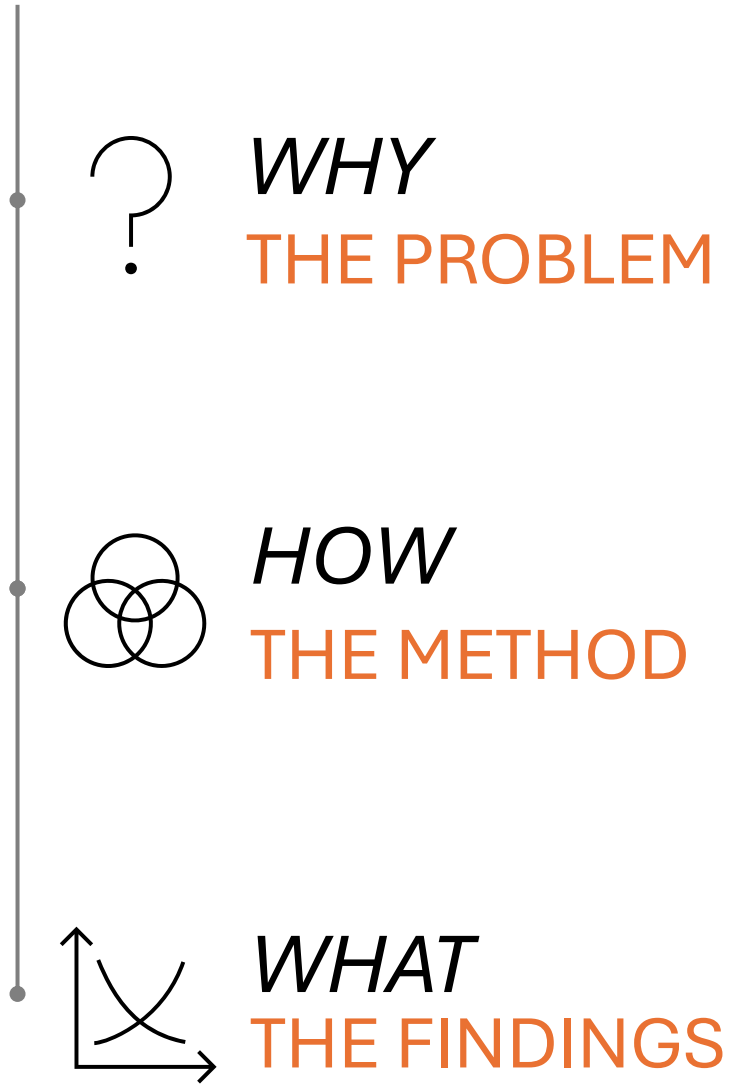 WHY
THE PROBLEM
HOW
THE METHOD
WHAT
THE FINDINGS